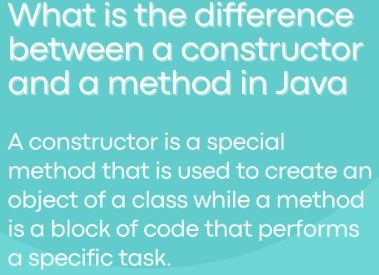 What is the difference
between a constructor
and a method in Java
A constructor is a special
method that is used to create an
object of a class while a method
is a block of code that performs
a specific task.